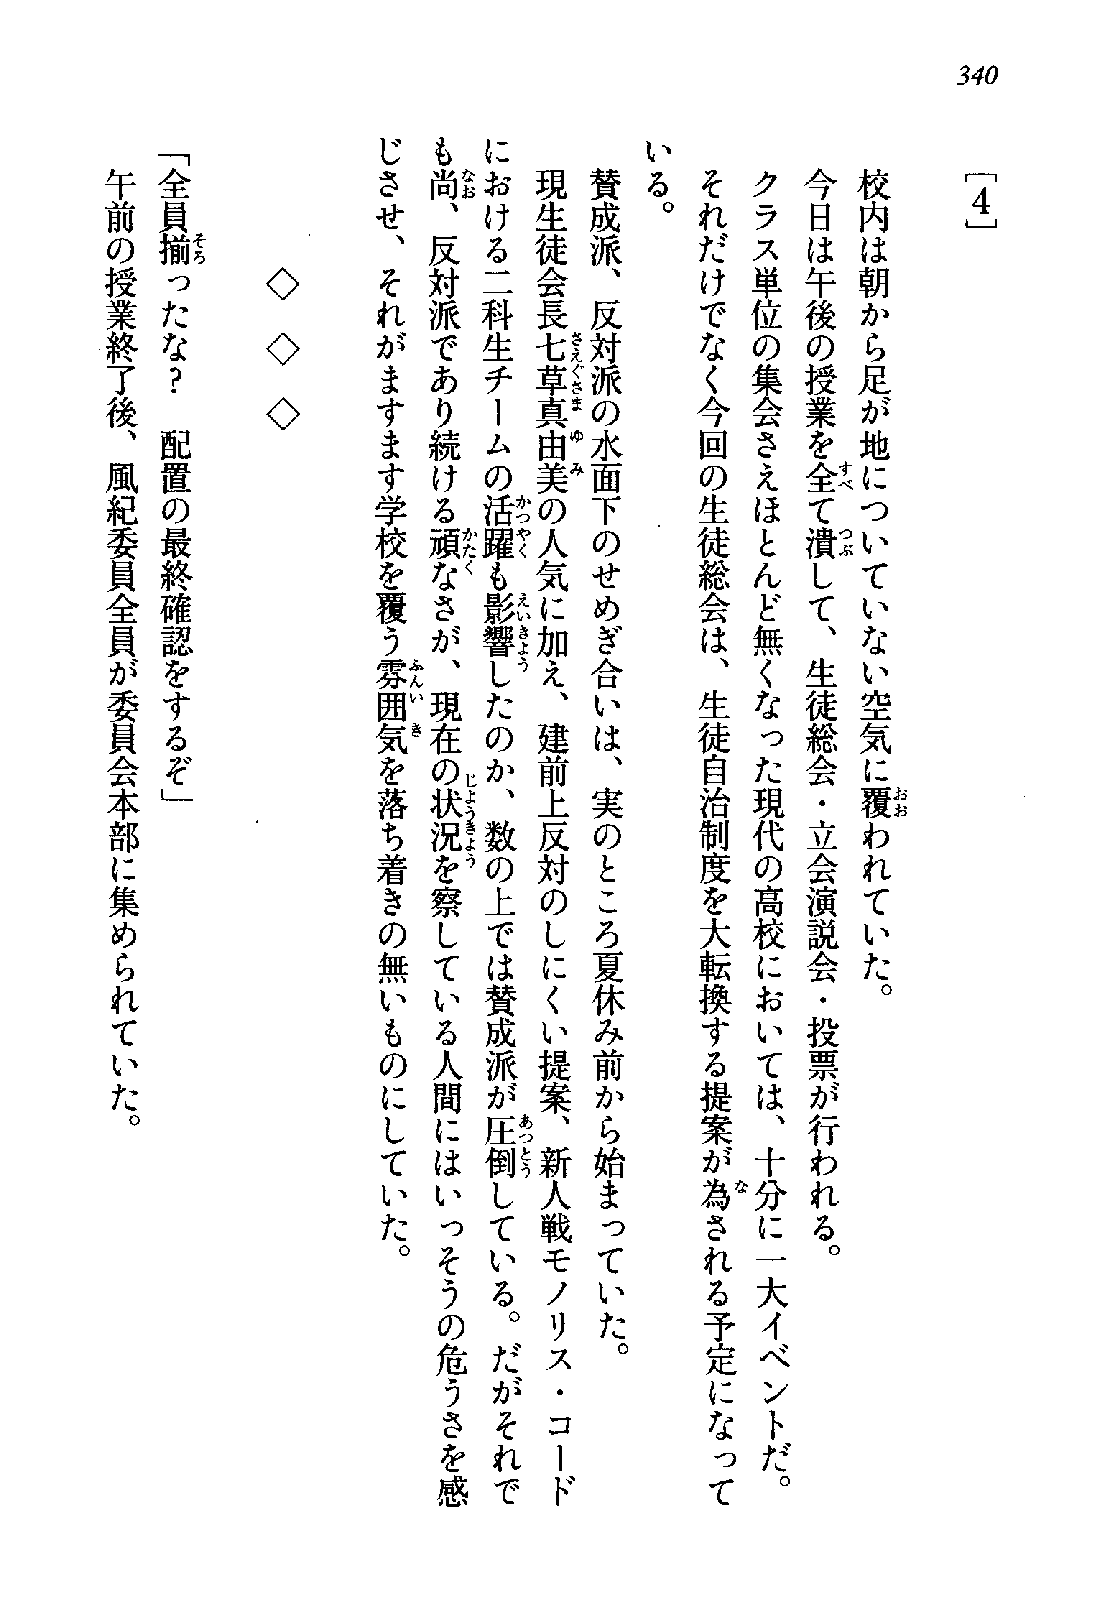 340
［4］
校内は朝から足が地についていない空気に覆われていた。
今日は午後の授業を全て潰して、生徒総会・立会演説会・投票が行われる。
クラス単位の集会さえほとんど無くなった現代の高校においては、十分に一大イベントだ。
それだけでなく今回の生徒総会は、生徒自治制度を大転換する提案が為される予定になって
いる。
賛成派、反対派の水面下のせめぎ合いは、実のところ夏休み前から始まっていた。
現生徒会長七草真由美の人気に加え、建前上反対のしにくい提案、新人戦モノリス・コード
における二科生チームの活躍も影響したのか、数の上では賛成派が圧倒している。だがそれで
も尚、反対派であり続ける頑なさが、現在の状況を察している人間にはいっそうの危うさを感
じさせ、それがますます学校を覆う雰囲気を落ち着きの無いものにしていた。
◇　◇　◇
「全員揃ったな？　配置の最終確認をするぞ」
午前の授業終了後、風紀委員全員が委員会本部に集められていた。